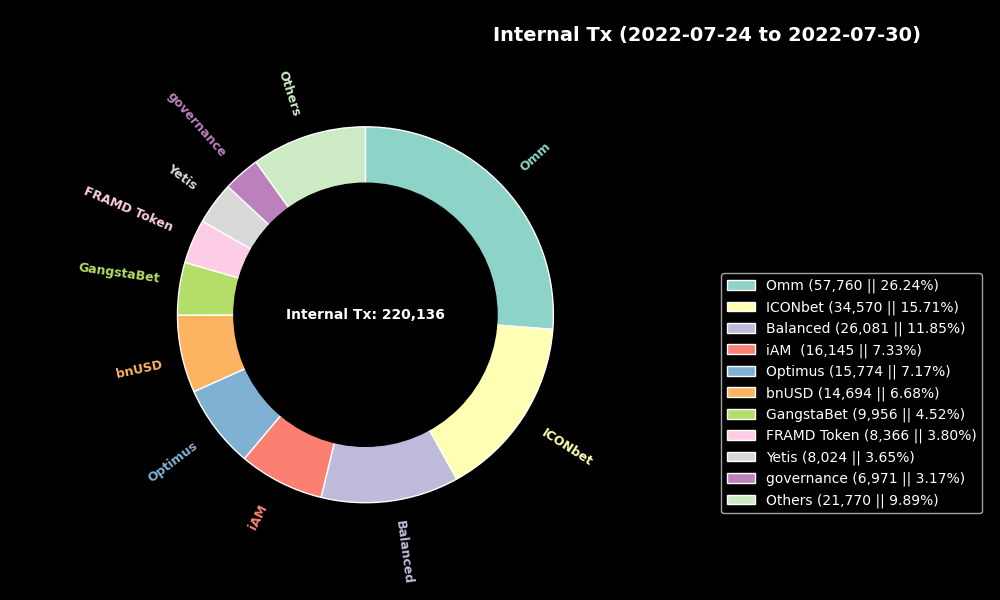 Internal Tx (2022-07-24 to 2022-07-30)
Others
governance
Omm
Yetis
FRAMD Token
GangstaBet
Internal Tx: 220,136
bnUSD
ICONbet
Optimus
iAM
Balanced
Omm (57,760 || 26.24%)
ICONbet (34,570 || 15.71%)
Balanced (26,081 || 11.85%)
iAM  (16,145 || 7.33%)
Optimus (15,774 || 7.17%)
bnUSD (14,694 || 6.68%)
GangstaBet (9,956 || 4.52%)
FRAMD Token (8,366 || 3.80%)
Yetis (8,024 || 3.65%)
governance (6,971 || 3.17%)
Others (21,770 || 9.89%)